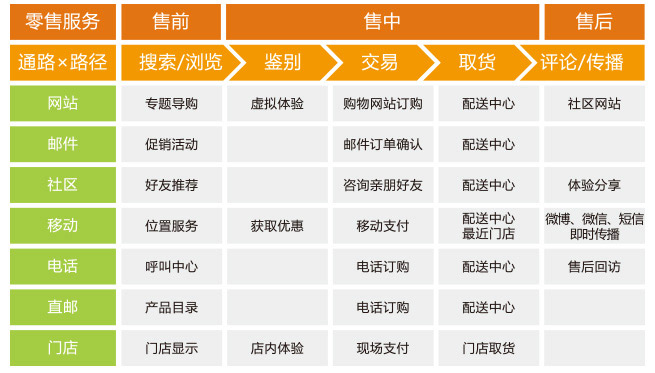 零售服务 售前 售中 售后
通路×路径 搜索/浏览 鉴别 交易 取货 评论/传播
网站 专题导购 虚拟体验 购物网站订购 配送中心 社区网站
邮件 促销活动 邮件订单确认 配送中心
社区 好友推荐 咨询亲朋好友 配送中心 体验分享
移动 位置服务 获取优惠 移动支付 配送中心 微博、微信、短信
最近门店 即时传播
电话 呼叫中心 电话订购 配送中心 售后回访
直邮 产品目录 电话订购 配送中心
门店 门店显示 店内体验 现场支付 门店取货